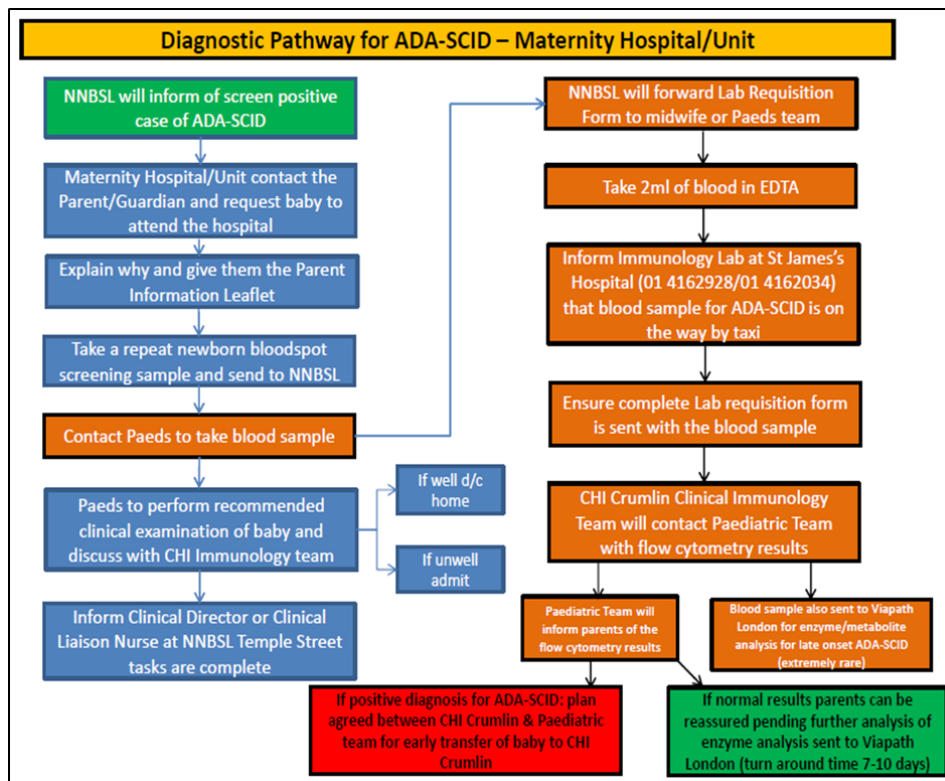 Diagnostic Pathway for ADA-SCID – Maternity Hospital/Unit
NNBSL will inform of screen positive
case of ADA-SCID
Maternity Hospital/Unit contact the
Parent/Guardian and request baby to
attend the hospital
Explain why and give them the Parent
Information Leaflet
Take a repeat newborn bloodspot
screening sample and send to NNBSL
Contact Paeds to take blood sample
Paeds to perform recommended
clinical examination of baby and
discuss with CHI Immunology team
If well d/c
home
If unwell
admit
Inform Clinical Director or Clinical
Liaison Nurse at NNBSL Temple Street
tasks are complete
NNBSL will forward Lab Requisition
Form to midwife or Paeds team
Take 2ml of blood in EDTA
Inform Immunology Lab at St James's
Hospital (01 4162928/01 4162034)
that blood sample for ADA-SCID is on
the way by taxi
Ensure complete Lab requisition form
is sent with the blood sample
CHI Crumlin Clinical Immunology
Team will contact Paediatric Team
with flow cytometry results
Paediatric Team will
inform parents of the
flow cytometry results
Blood sample also sent to Viapath
London for enzyme/metabolite
analysis for late onset ADA-SCID
(extremely rare)
If positive diagnosis for ADA-SCID: plan
agreed between CHI Crumlin & Paediatric
team for early transfer of baby to CHI
Crumlin
If normal results parents can be
reassured pending further analysis of
enzyme analysis sent to Viapath
London (turn around time 7-10 days)